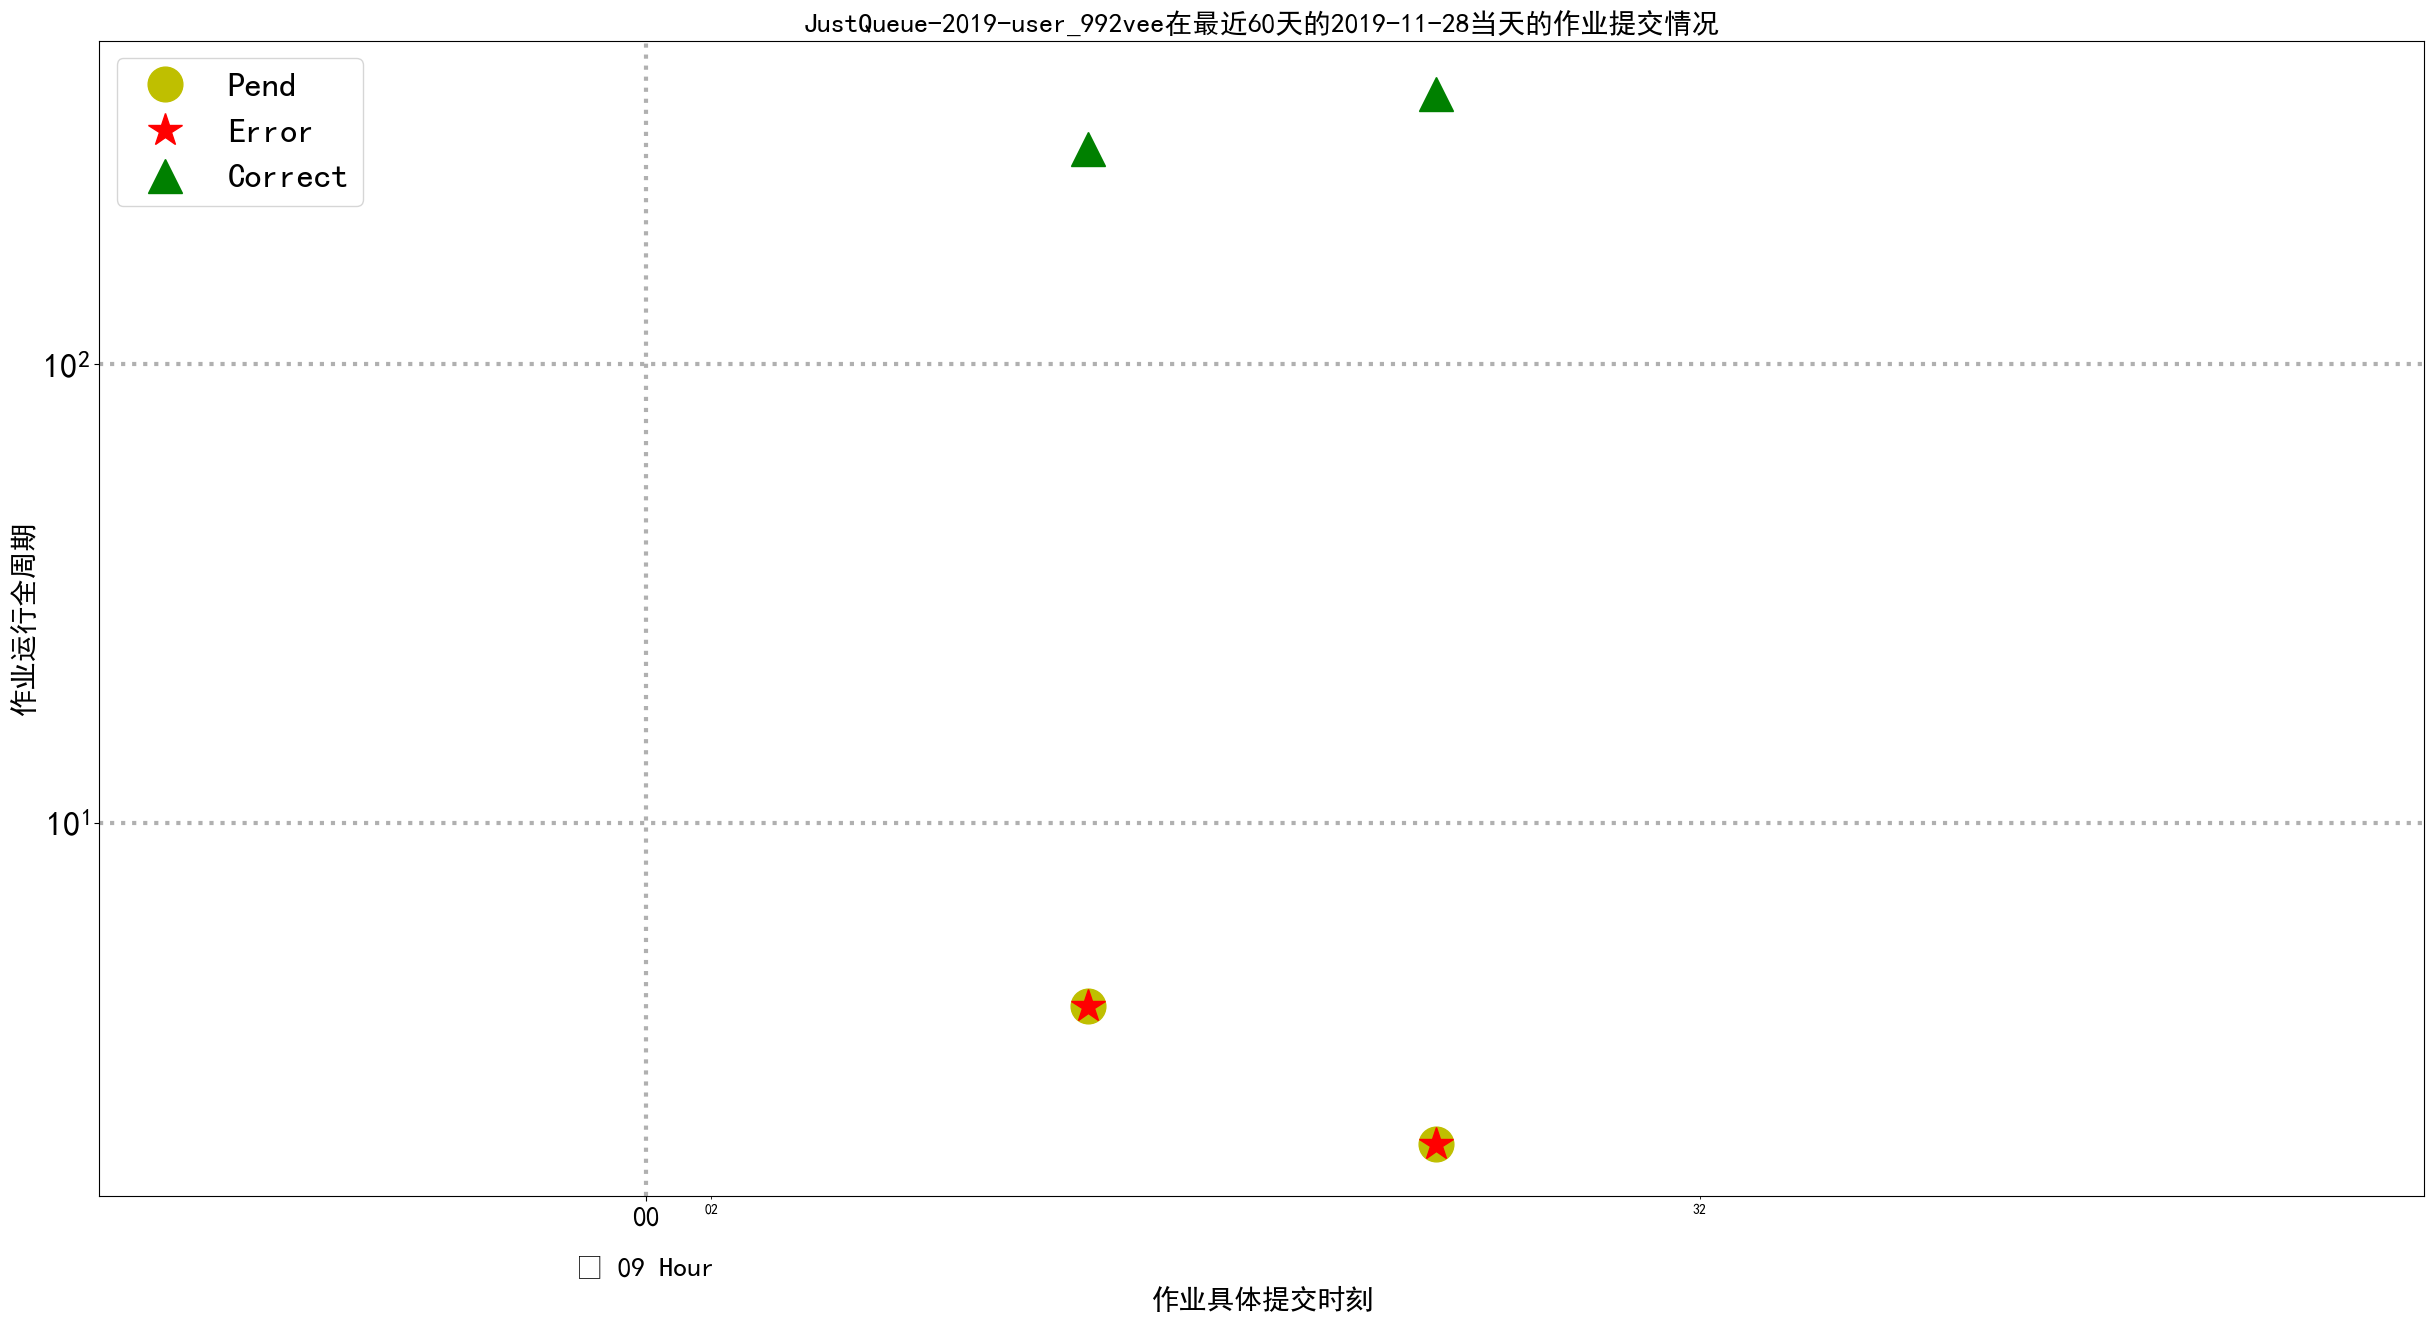 JustQueue-2019-user_992vee在最近60天的2019-11-28当天的作业提交情况
Pend
Error
Correct
10²
10¹
作业运行全周期
00
02
32
□ 09 Hour
作业具体提交时刻